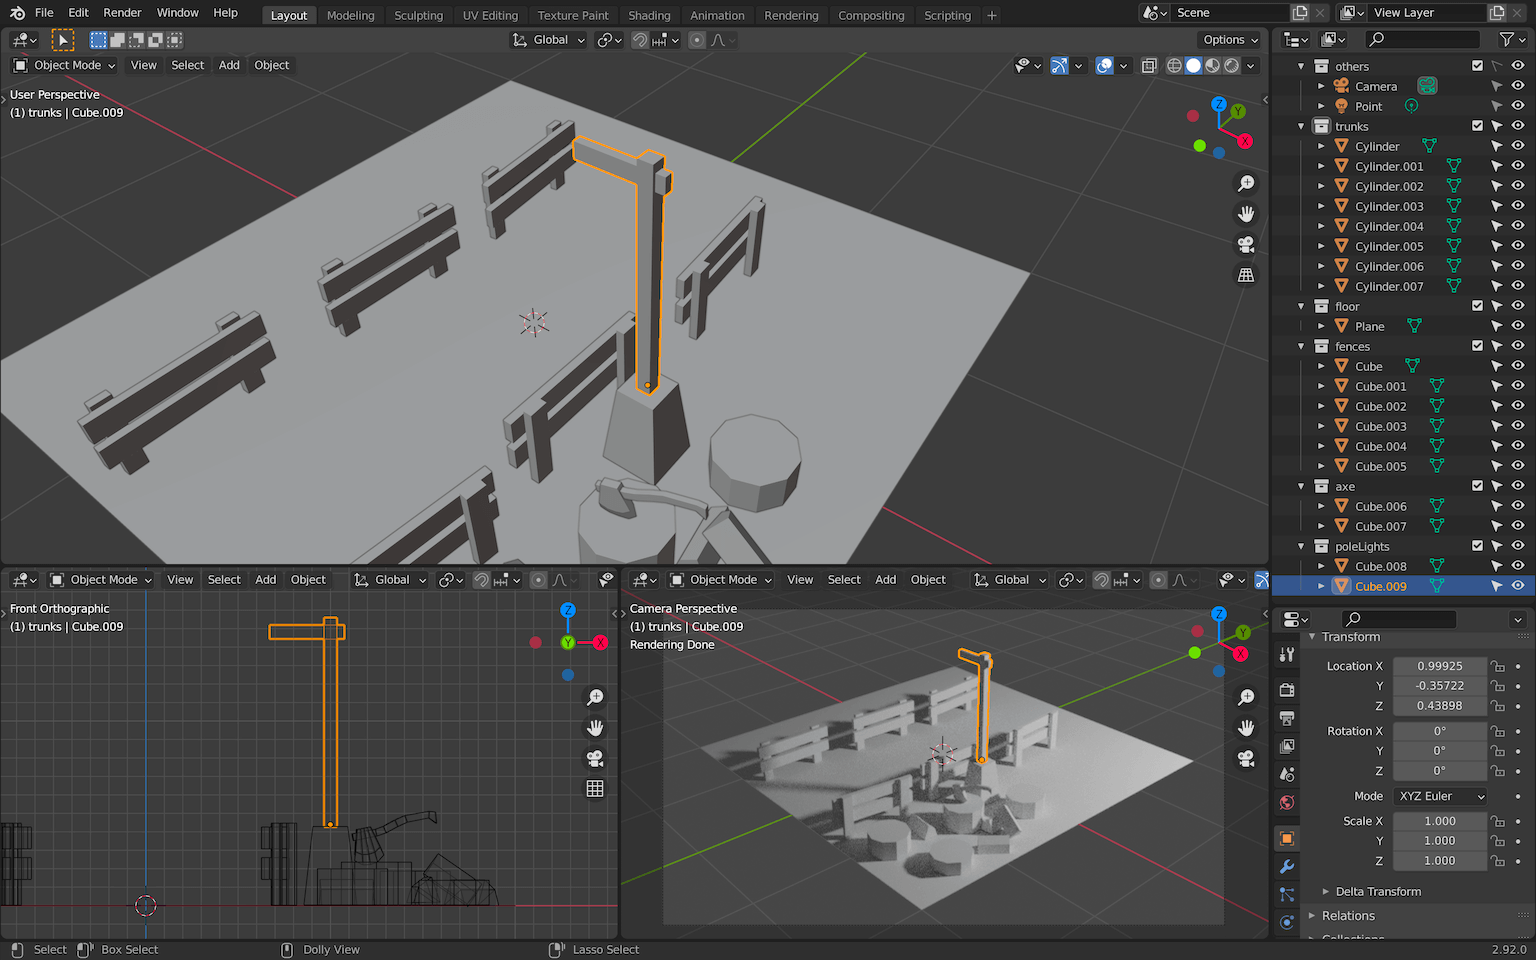 File Edit Render Window Help Layout Modeling Sculpting UV Editing Texture Paint Shading Animation Rendering Compositing Scripting + Scene View Layer
Global Options
Object Mode View Select Add Object
User Perspective
(1) trunks | Cube.009
Z Y X
others
Camera
Point
trunks
Cylinder
Cylinder.001
Cylinder.002
Cylinder.003
Cylinder.004
Cylinder.005
Cylinder.006
Cylinder.007
floor
Plane
fences
Cube
Cube.001
Cube.002
Cube.003
Cube.004
Cube.005
axe
Cube.006
Cube.007
poleLights
Cube.008
Cube.009
Object Mode View Select Add Object Global
Front Orthographic
(1) trunks | Cube.009
Z
Y X
Object Mode View Select Add Object Global
Camera Perspective
(1) trunks | Cube.009
Rendering Done
Z
Y
X
Transform
Location X 0.99925
Y -0.35722
Z 0.43898
Rotation X 0°
Y 0°
Z 0°
Mode XYZ Euler
Scale X 1.000
Y 1.000
Z 1.000
Delta Transform
Relations
Collections
Select Box Select Dolly View Lasso Select 2.92.0